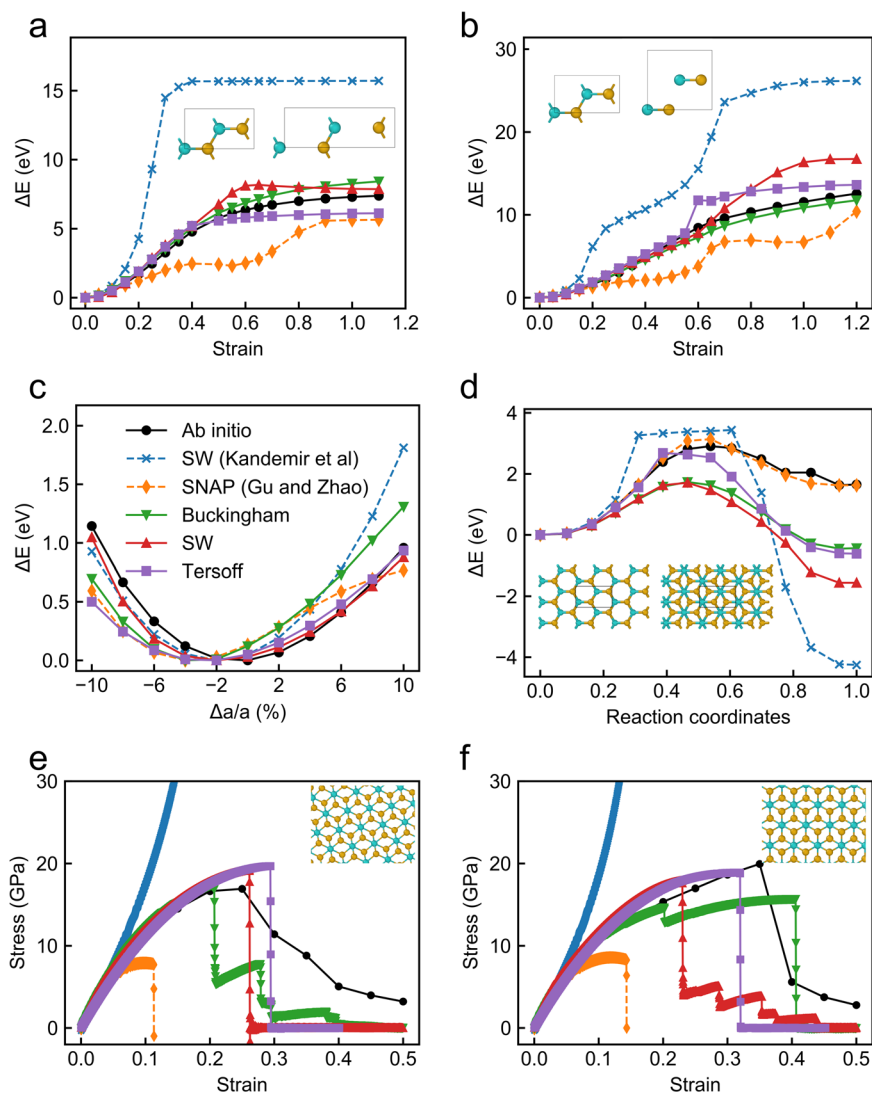 a
ΔE (eV)
15
10
5
0
0.0 0.2 0.4 0.6 0.8 1.0 1.2
Strain
b
ΔE (eV)
30
20
10
0
0.0 0.2 0.4 0.6 0.8 1.0 1.2
Strain
c
ΔE (eV)
2.0
1.5
1.0
0.5
0.0
Ab initio
SW (Kandemir et al)
SNAP (Gu and Zhao)
Buckingham
SW
Tersoff
−10 −6 −2 2 6 10
Δa/a (%)
d
ΔE (eV)
4
2
0
−2
−4
0.0 0.2 0.4 0.6 0.8 1.0
Reaction coordinates
e
Stress (GPa)
30
20
10
0
0.0 0.1 0.2 0.3 0.4 0.5
Strain
f
Stress (GPa)
30
20
10
0
0.0 0.1 0.2 0.3 0.4 0.5
Strain